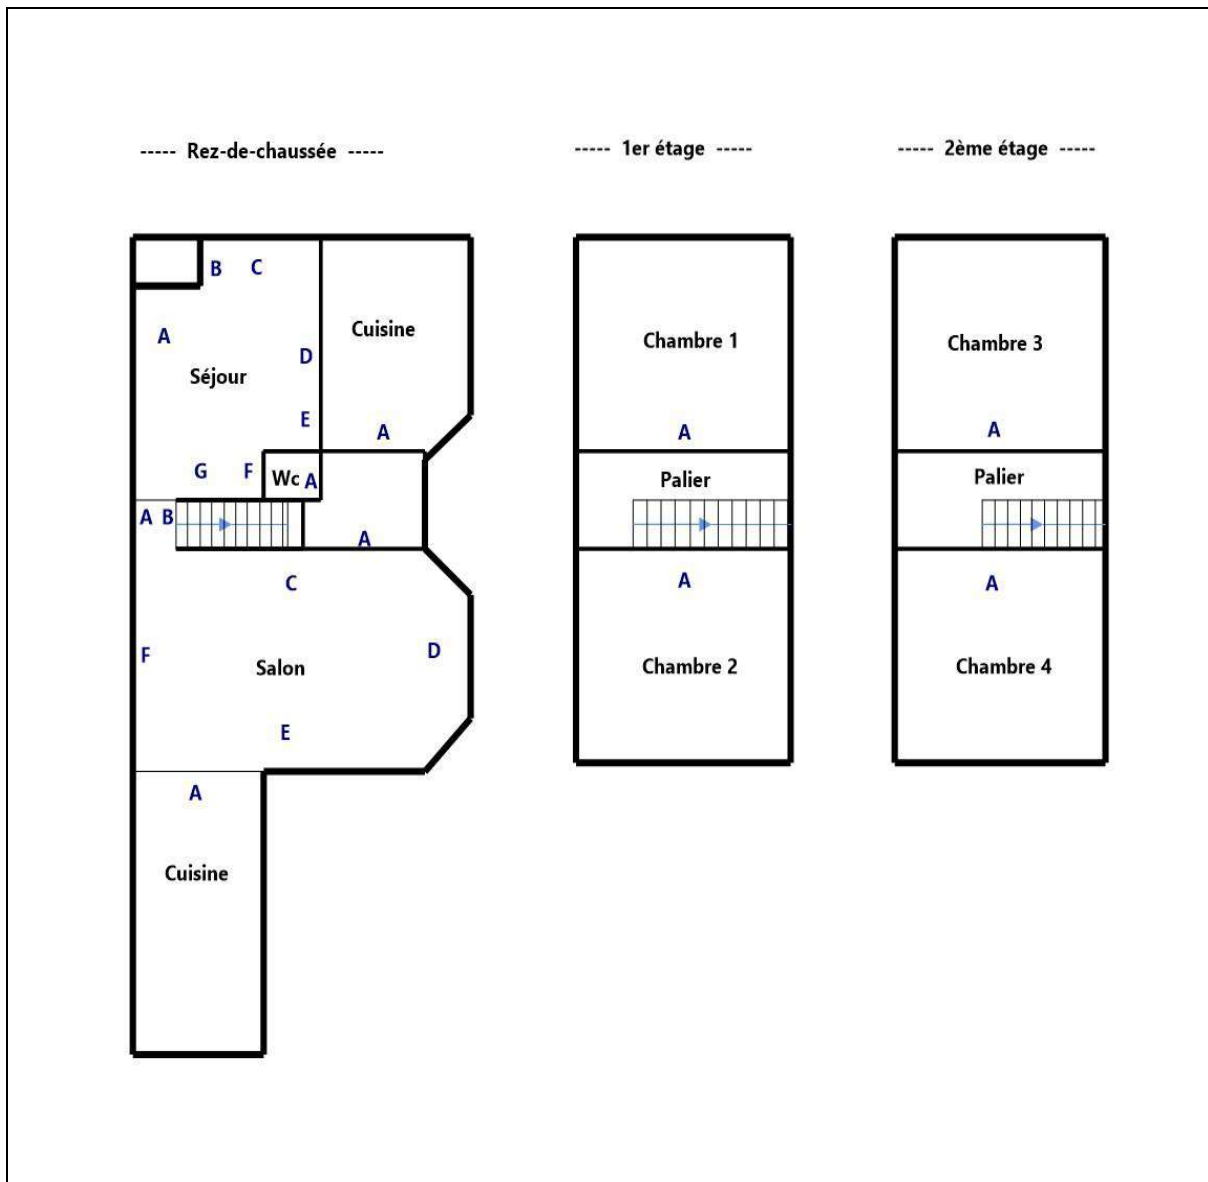 ----- Rez-de-chaussée -----
----- 1er étage -----
----- 2ème étage -----
B C
A
Séjour
D
E
G F
Cuisine
A
Wc A
A B
A
C
F
Salon
D
E
A
Cuisine
Chambre 1
A
Palier
A
Chambre 2
Chambre 3
A
Palier
A
Chambre 4